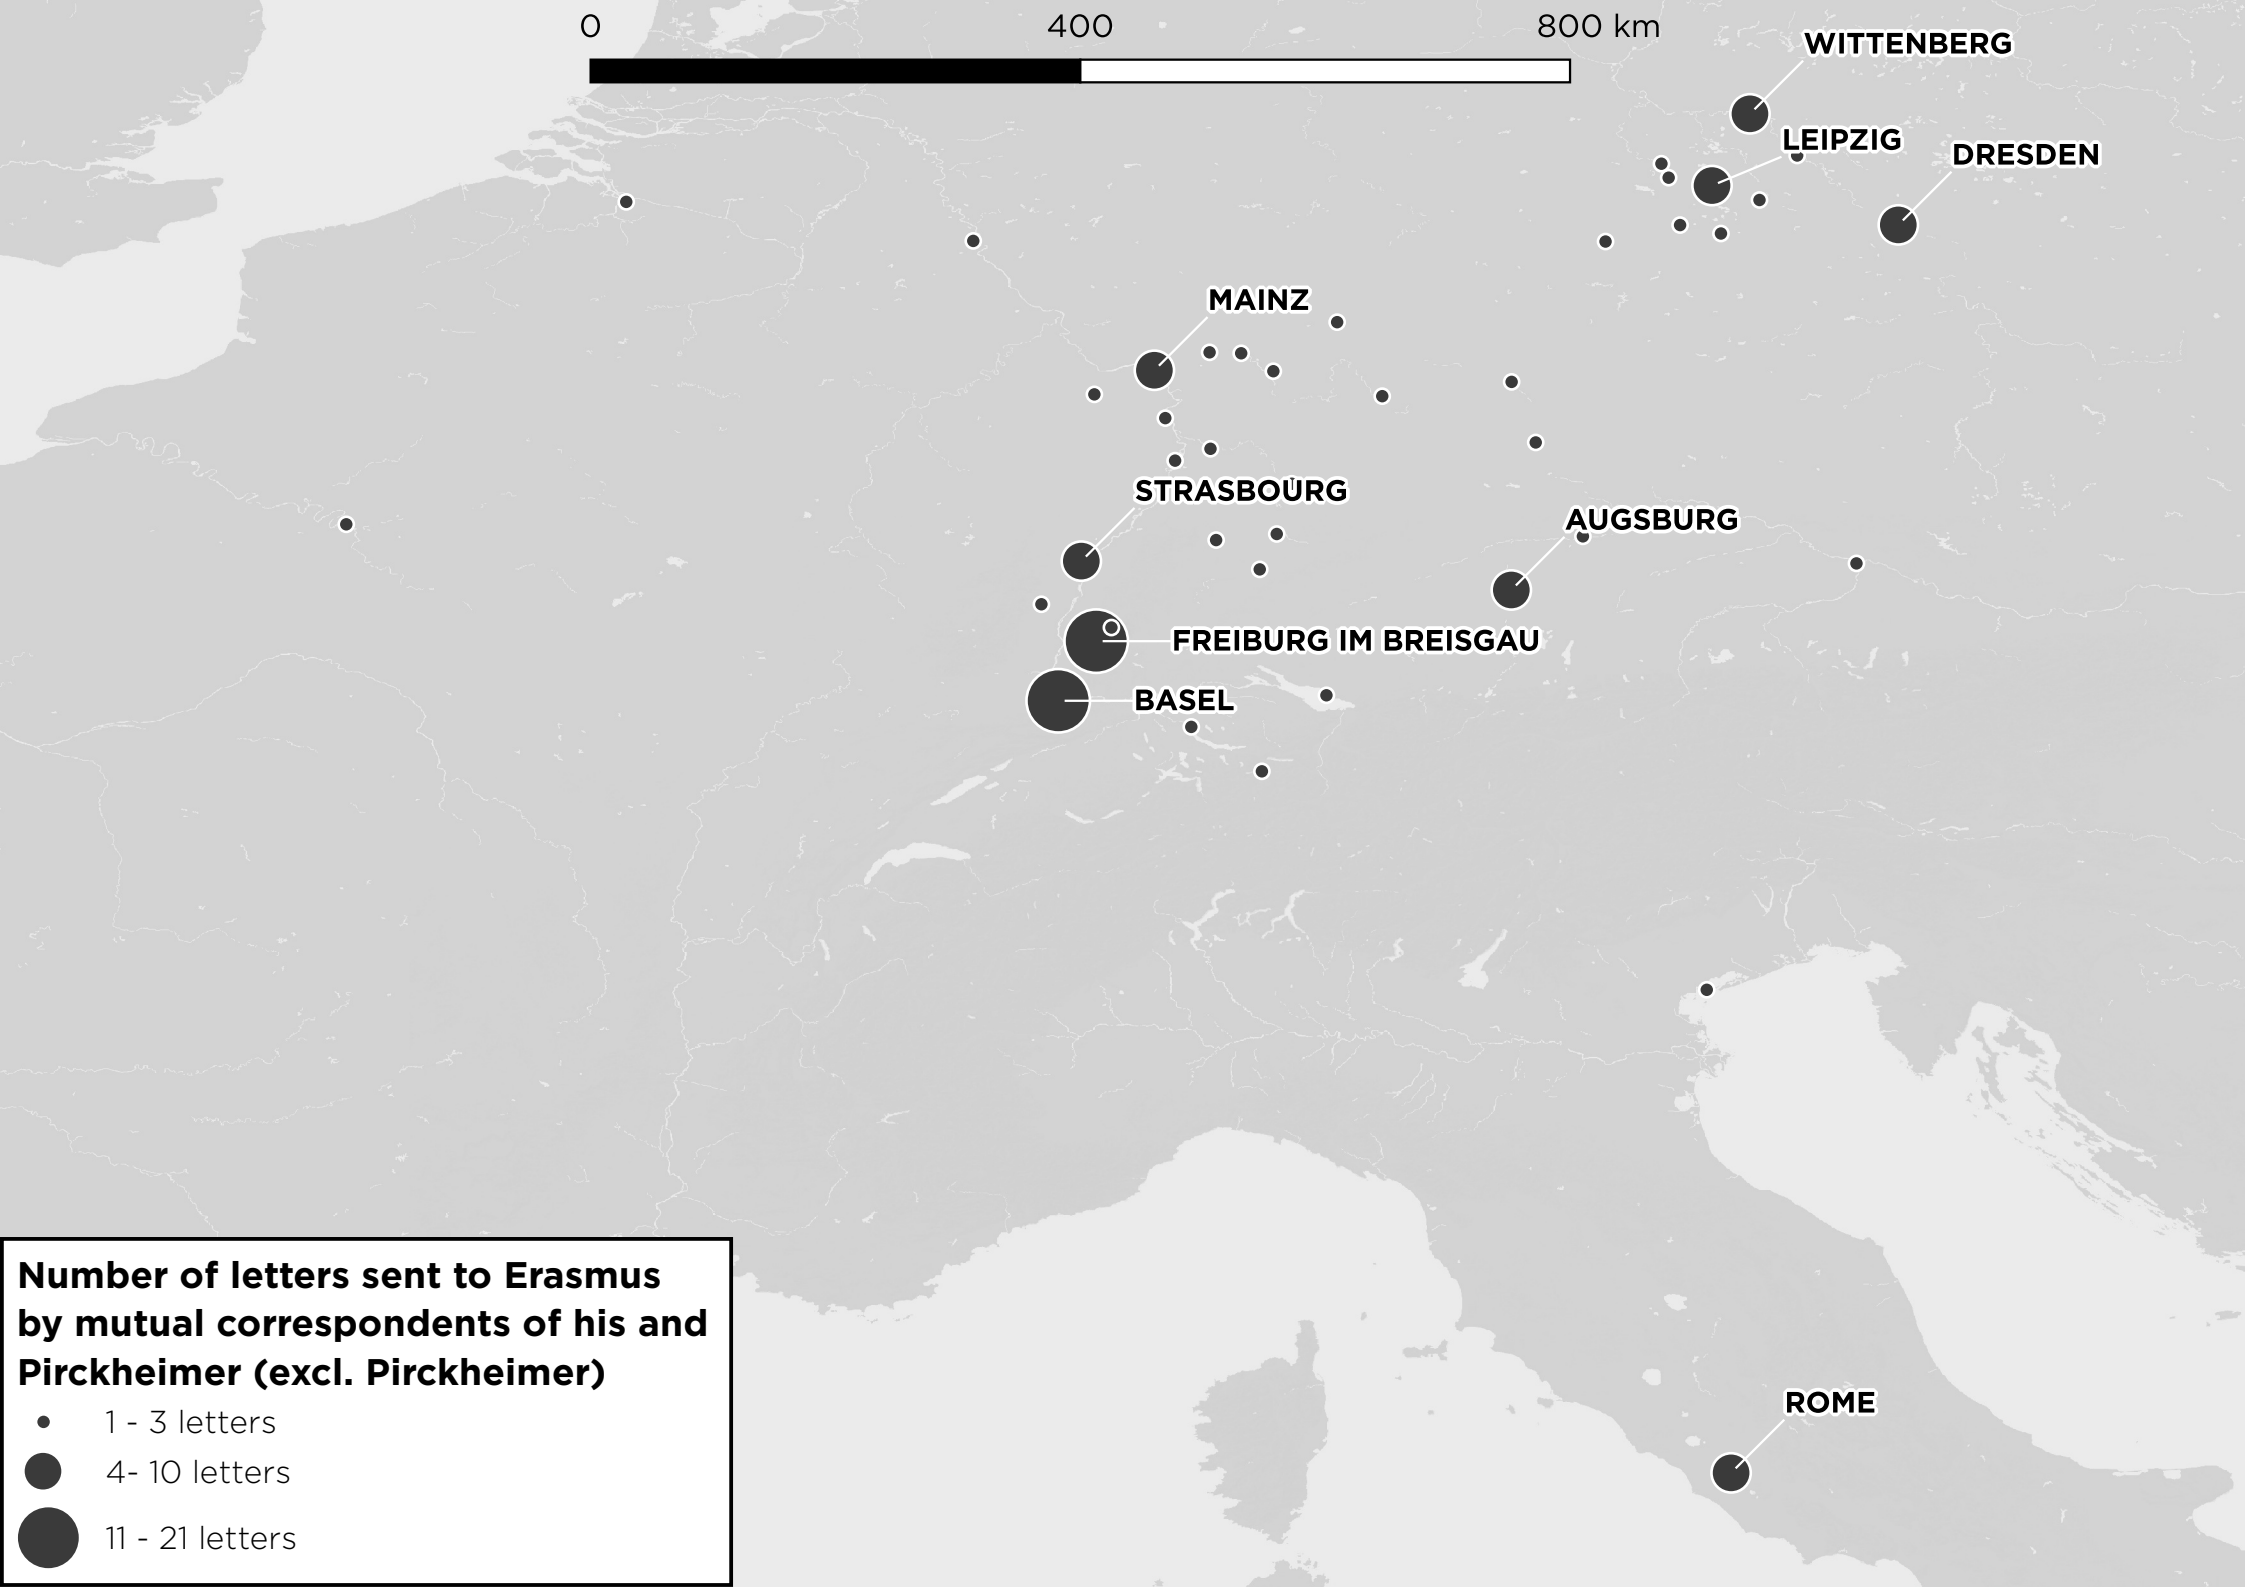 0 400 800 km
WITTENBERG
LEIPZIG
DRESDEN
MAINZ
STRASBOURG
AUGSBURG
FREIBURG IM BREISGAU
BASEL
ROME
Number of letters sent to Erasmus
by mutual correspondents of his and
Pirckheimer (excl. Pirckheimer)
1 - 3 letters
4- 10 letters
11 - 21 letters